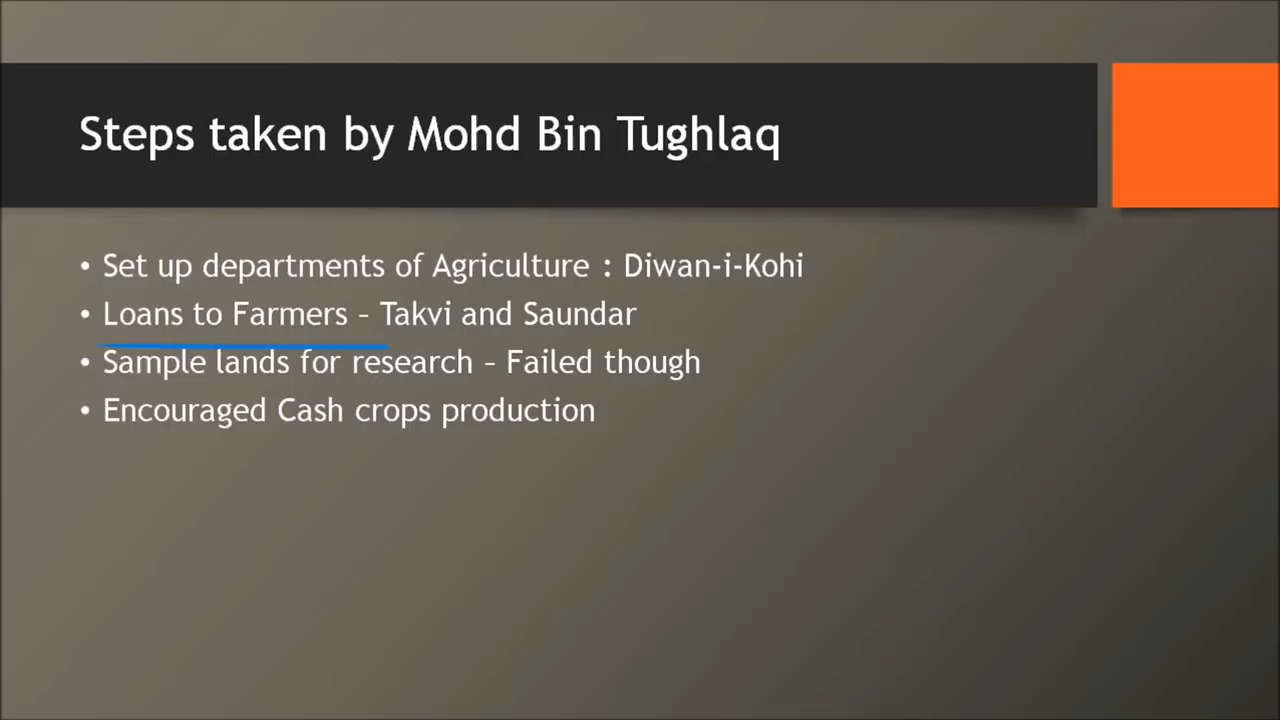 Steps taken by Mohd Bin Tughlaq
• Set up departments of Agriculture : Diwan-i-Kohi
• Loans to Farmers – Takvi and Saundar
• Sample lands for research – Failed though
• Encouraged Cash crops production